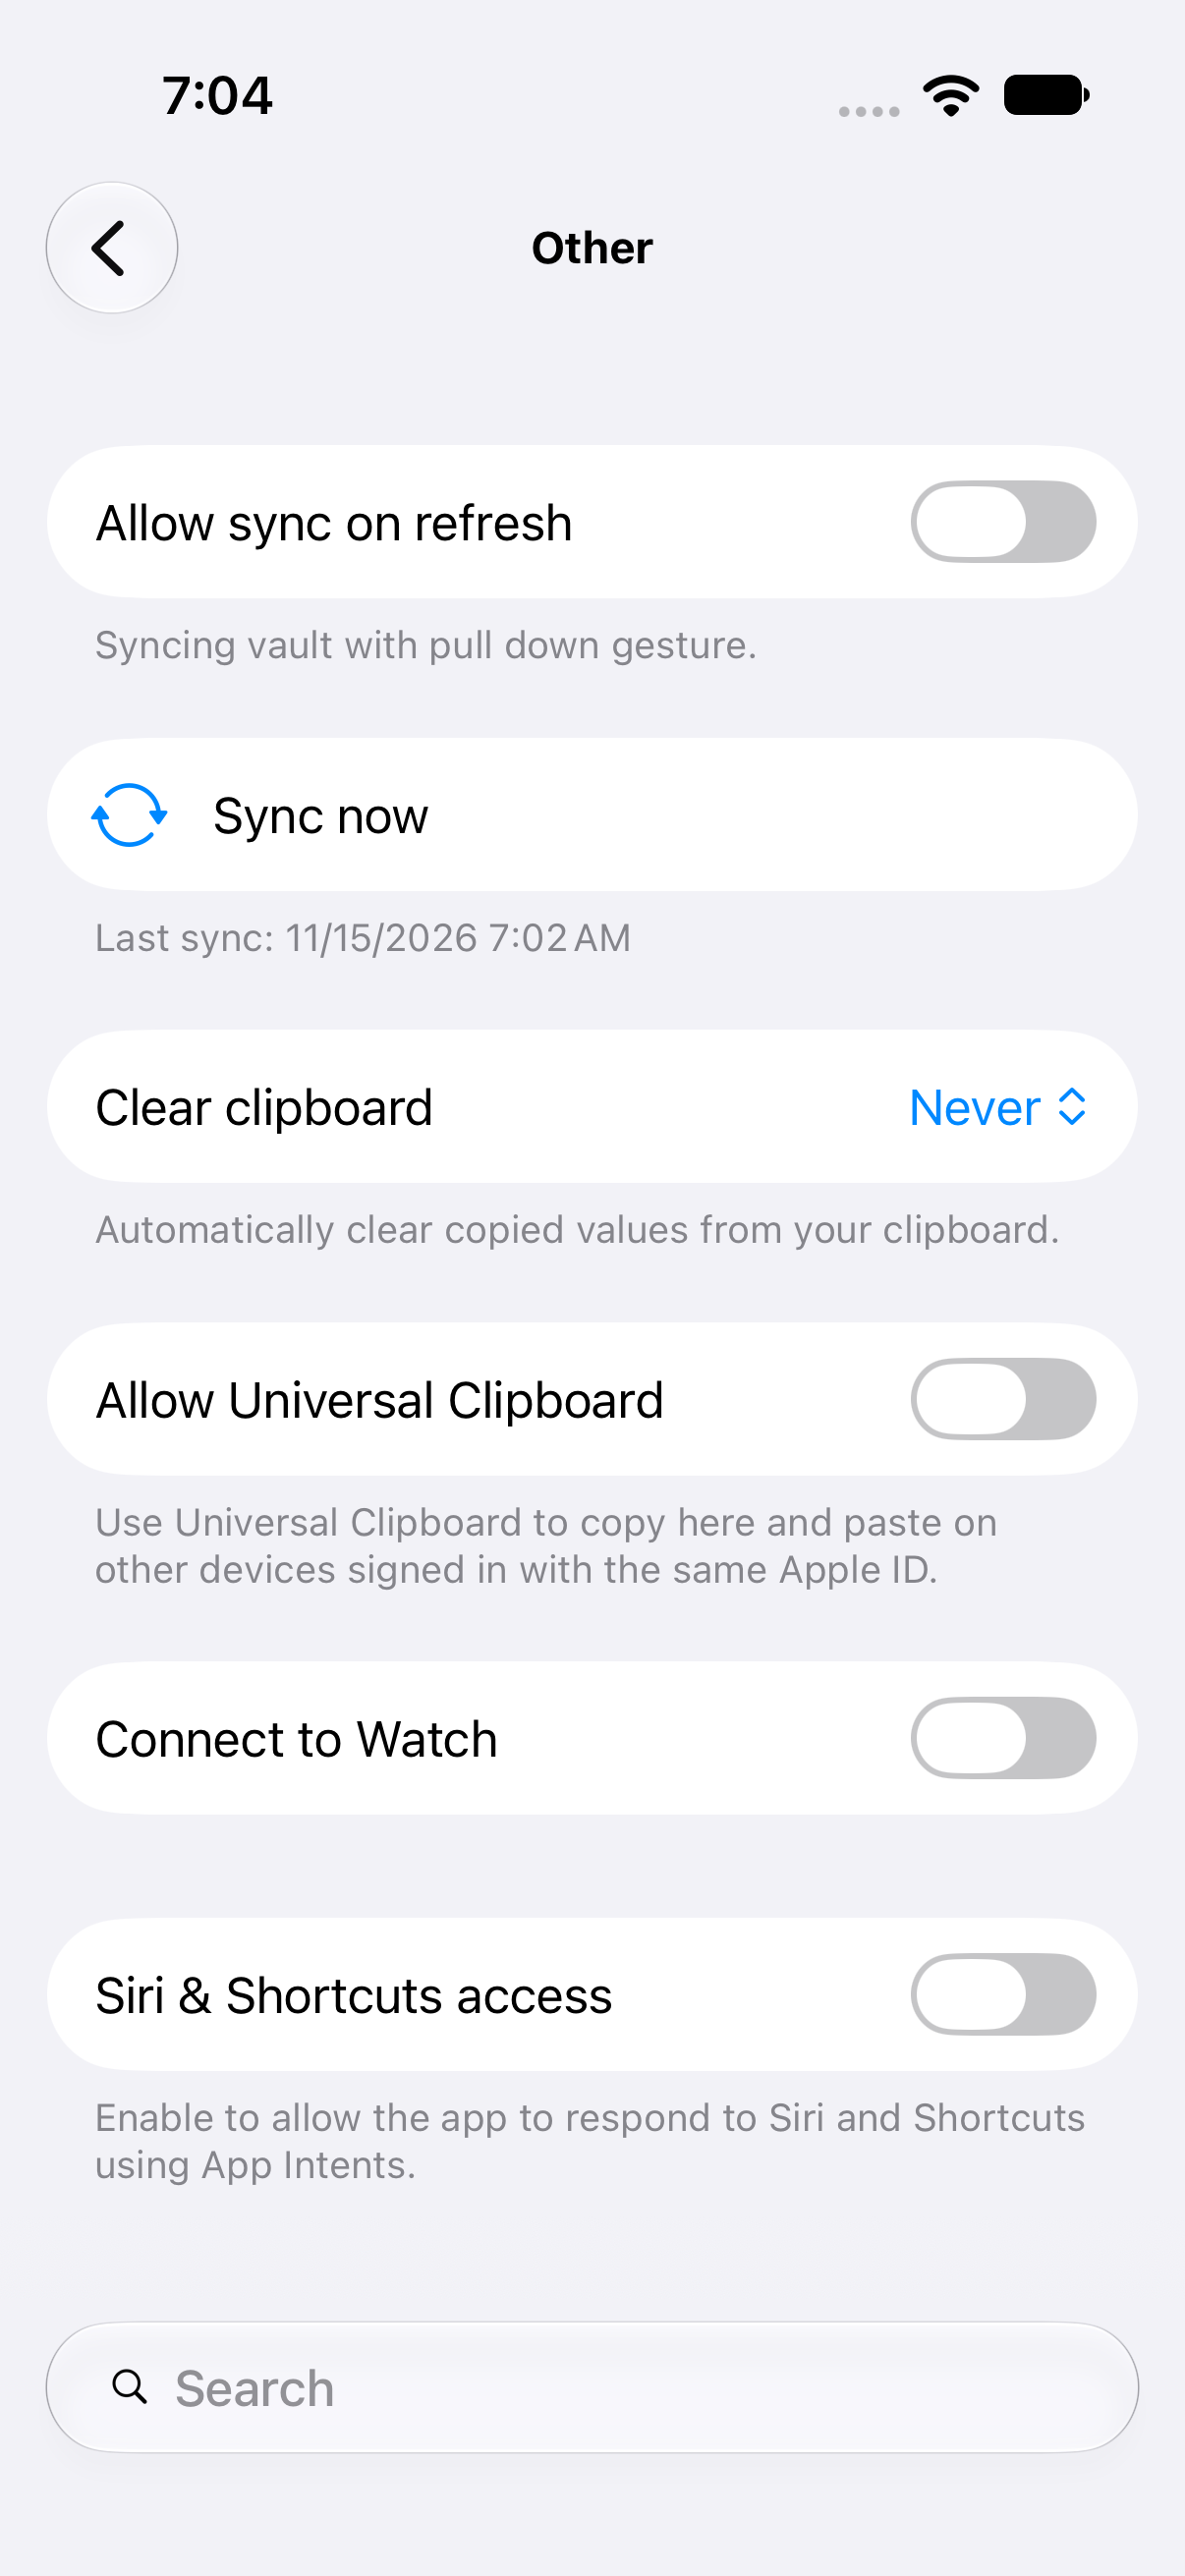 7:04
Other
Allow sync on refresh
Syncing vault with pull down gesture.
Sync now
Last sync: 11/15/2026 7:02 AM
Clear clipboard
Never
Automatically clear copied values from your clipboard.
Allow Universal Clipboard
Use Universal Clipboard to copy here and paste on
other devices signed in with the same Apple ID.
Connect to Watch
Siri & Shortcuts access
Enable to allow the app to respond to Siri and Shortcuts
using App Intents.
Search